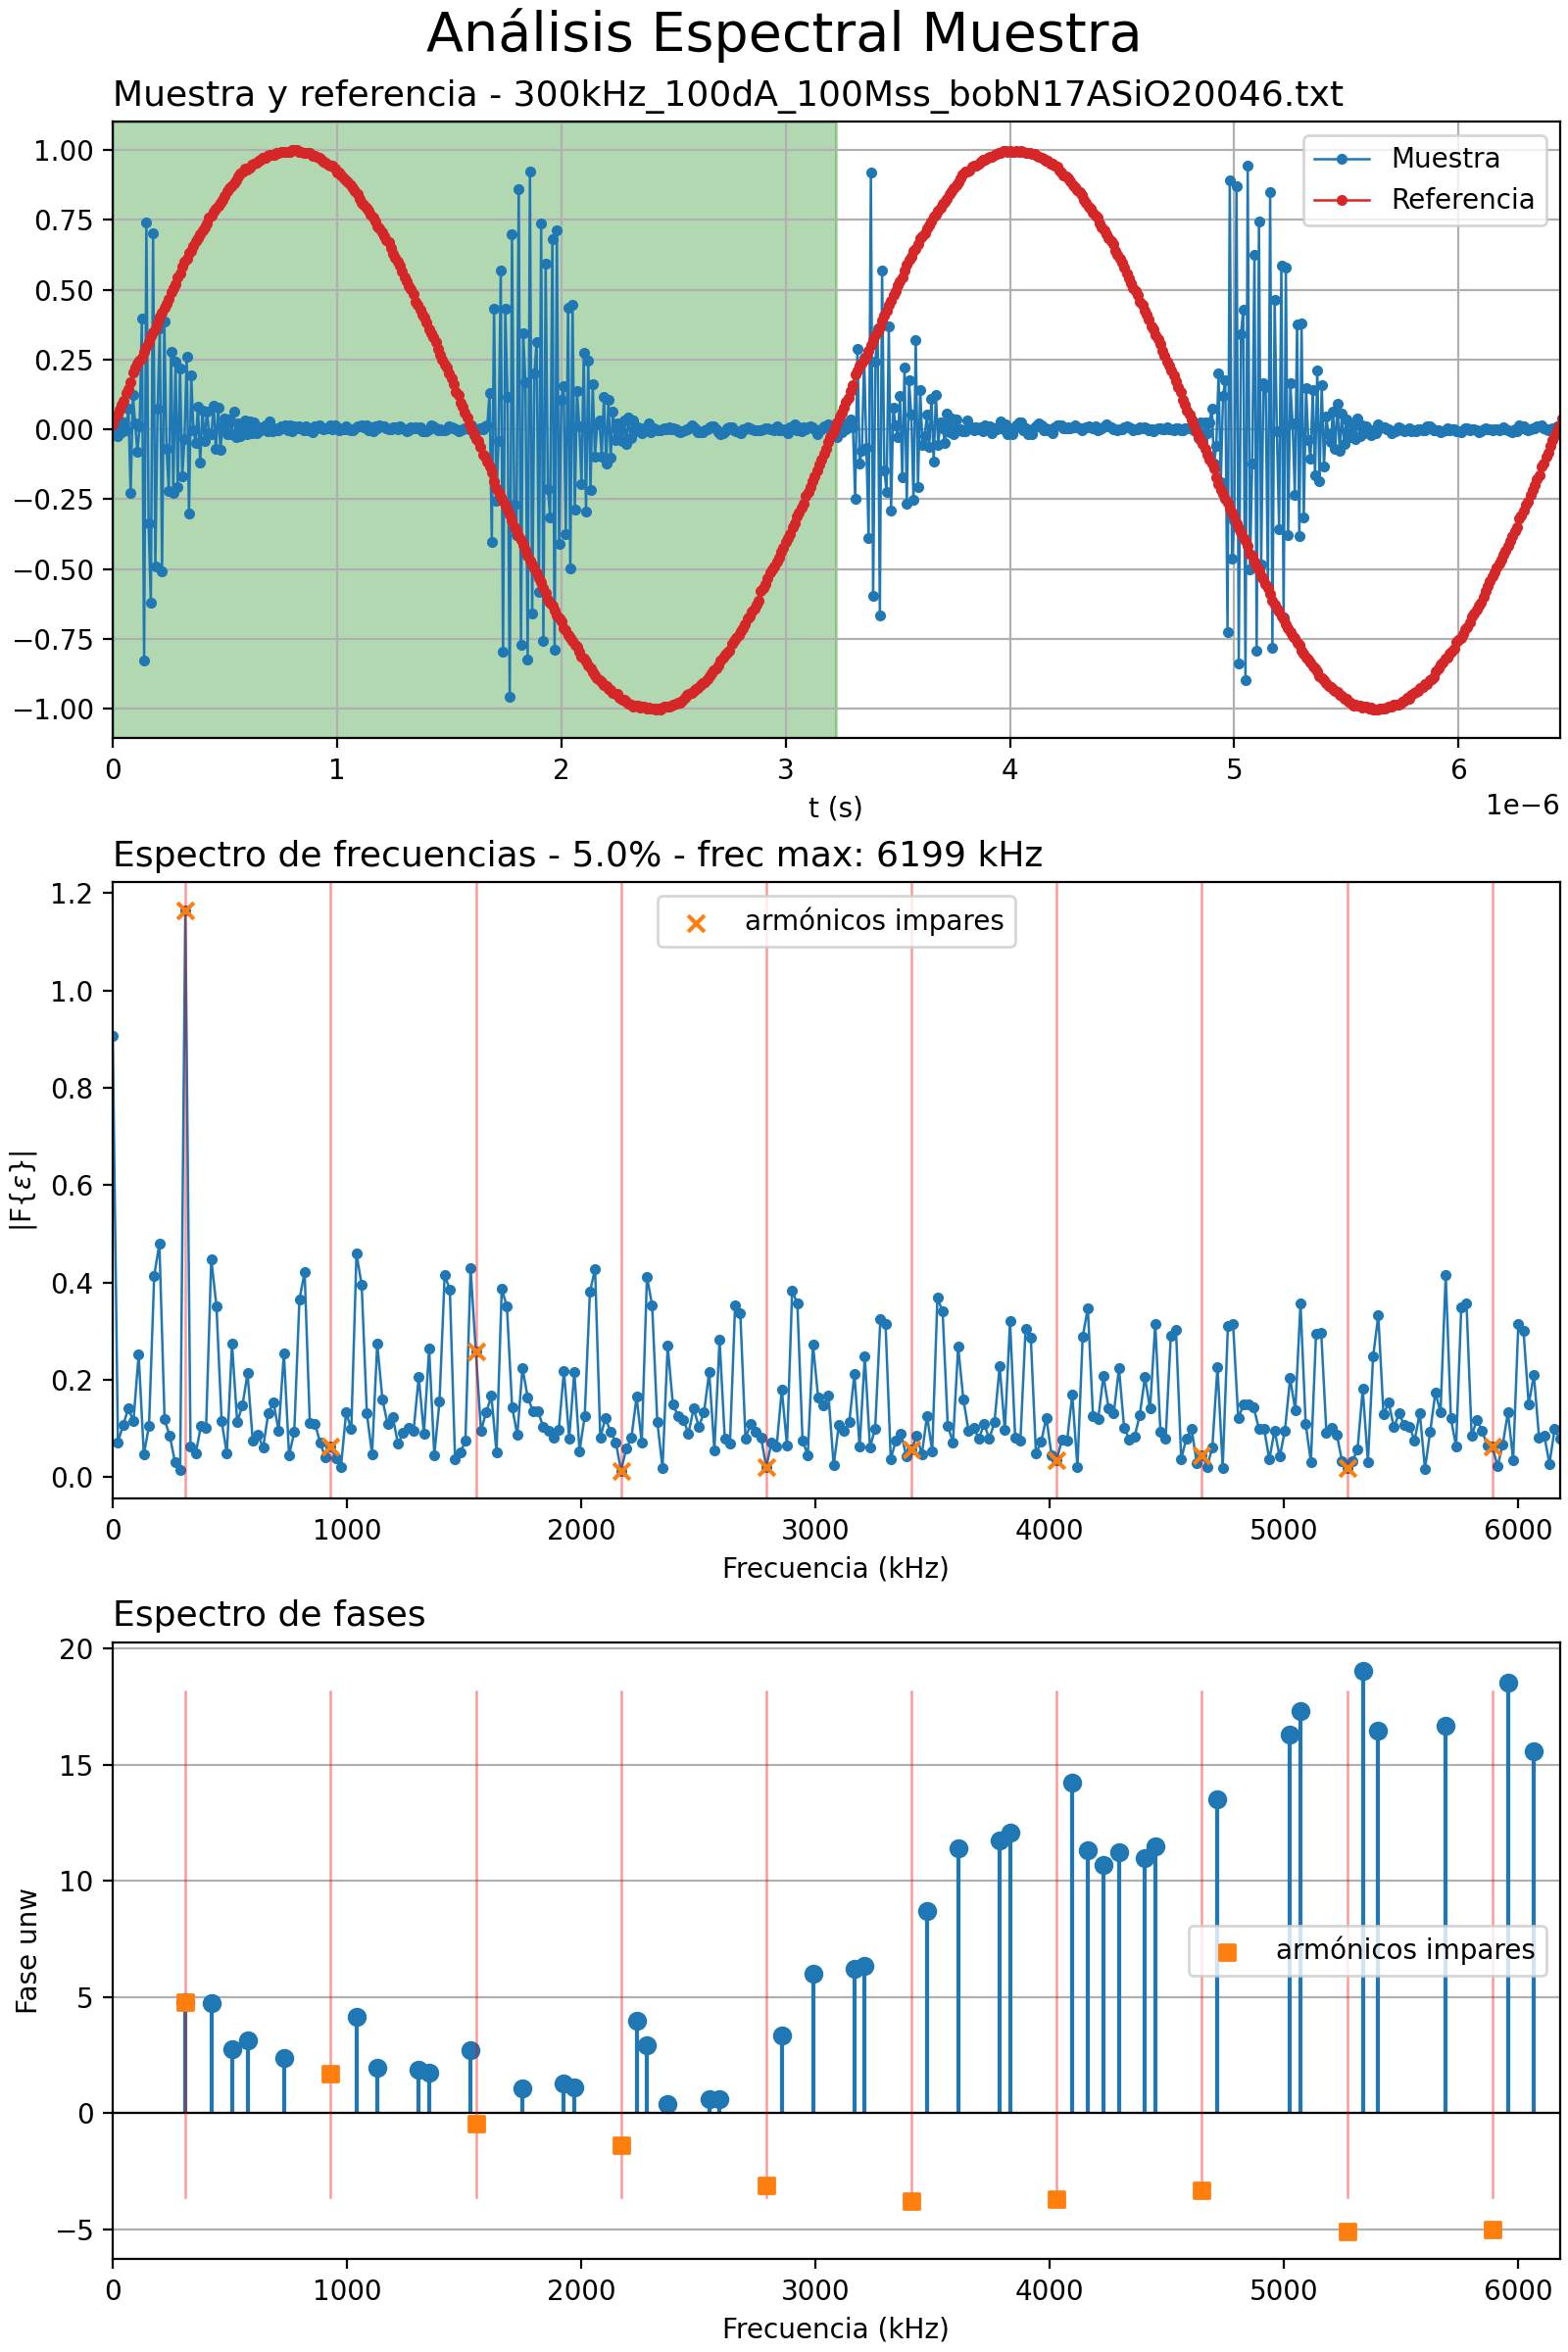 Análisis Espectral Muestra
Muestra y referencia - 300kHz_100dA_100Mss_bobN17ASiO20046.txt
1.00
0.75
0.50
0.25
0.00
−0.25
−0.50
−0.75
−1.00
Muestra
Referencia
0 1 2 3 4 5 6
1e−6
t (s)
Espectro de frecuencias - 5.0% - frec max: 6199 kHz
1.2
1.0
0.8
0.6
0.4
0.2
0.0
|F{ε}|
armónicos impares
0 1000 2000 3000 4000 5000 6000
Frecuencia (kHz)
Espectro de fases
20
15
10
5
0
−5
Fase unw
armónicos impares
0 1000 2000 3000 4000 5000 6000
Frecuencia (kHz)